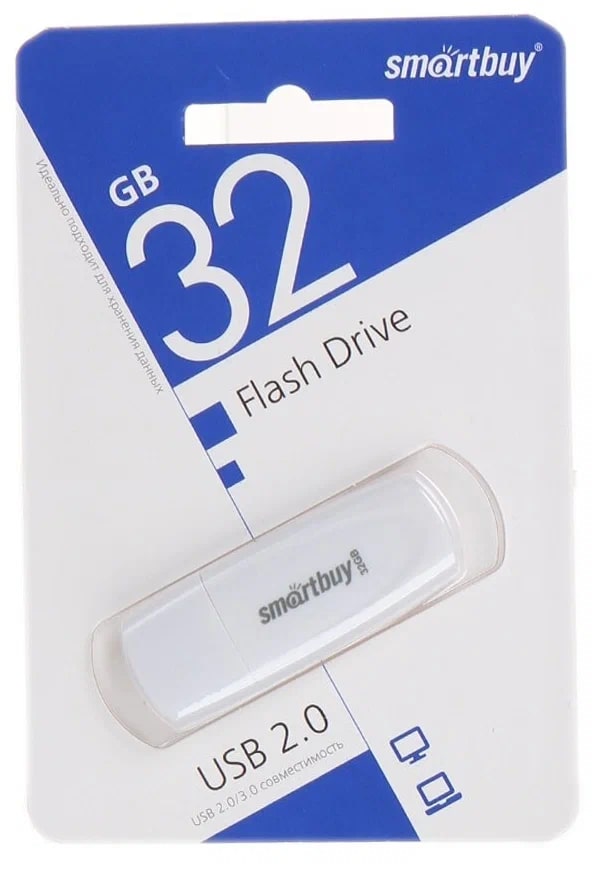 smartbuy®
GB
32
Идеально подходит для хранения данных
Flash Drive
smartbuy 32GB
USB 2.0
USB 2.0/3.0 совместимость